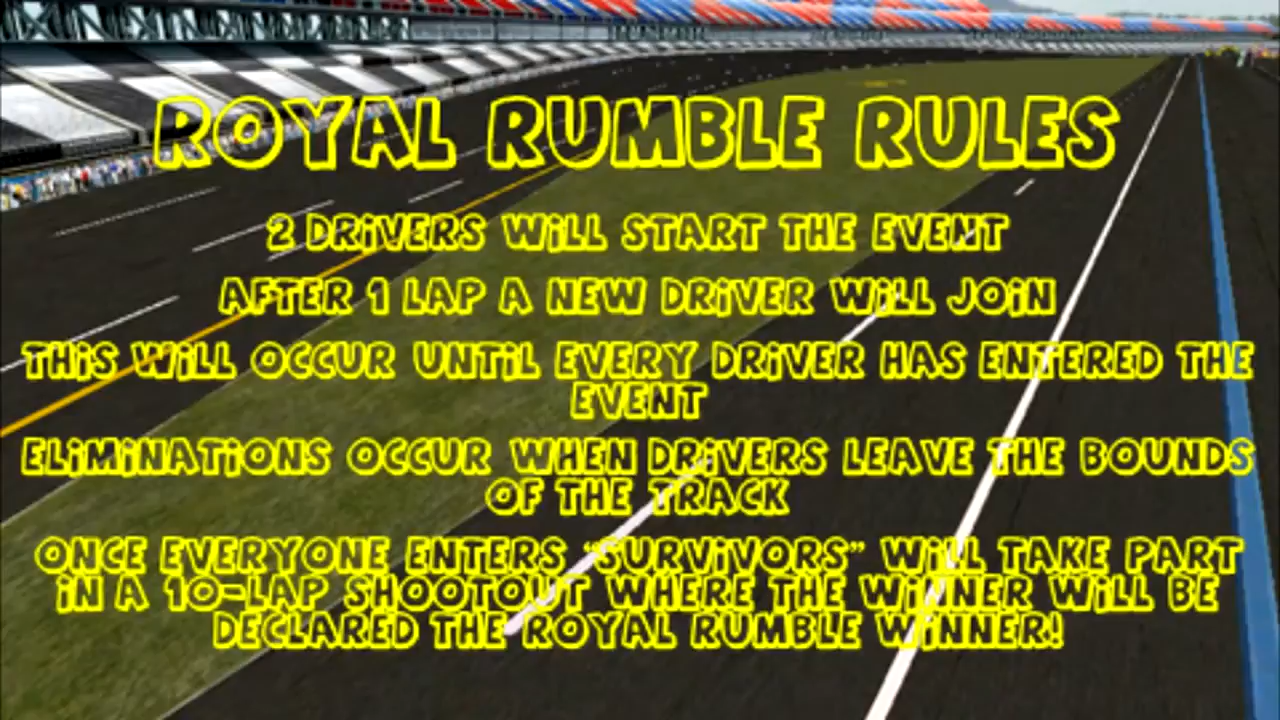 ROYAL RUMBLE RULES
2 DRIVERS WILL START THE EVENT
AFTER 1 LAP A NEW DRIVER WILL JOIN
THIS WILL OCCUR UNTIL EVERY DRIVER HAS ENTERED THE
EVENT
ELIMINATIONS OCCUR WHEN DRIVERS LEAVE THE BOUNDS
OF THE TRACK
ONCE EVERYONE ENTERS “SURVIVORS” WILL TAKE PART
IN A 10-LAP SHOOTOUT WHERE THE WINNER WILL BE
DECLARED THE ROYAL RUMBLE WINNER!